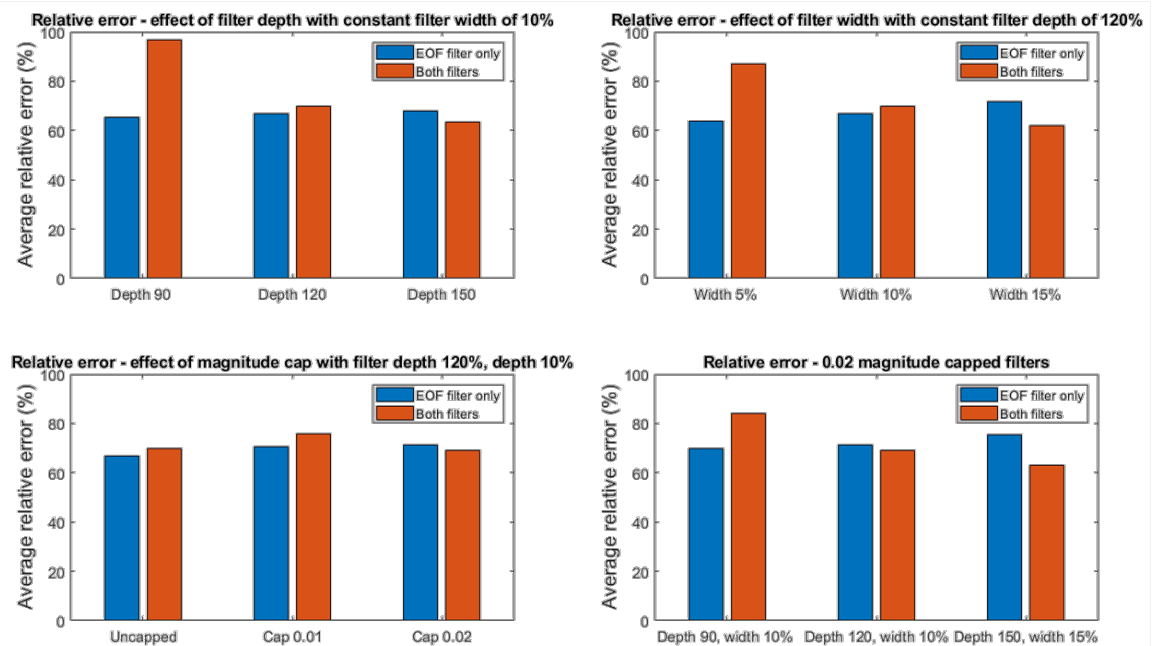 Relative error - effect of filter depth with constant filter width of 10%
Average relative error (%)
100
80
60
40
20
0
EOF filter only
Both filters
Depth 90
Depth 120
Depth 150
Relative error - effect of filter width with constant filter depth of 120%
Average relative error (%)
100
80
60
40
20
0
EOF filter only
Both filters
Width 5%
Width 10%
Width 15%
Relative error - effect of magnitude cap with filter depth 120%, depth 10%
Average relative error (%)
100
80
60
40
20
0
EOF filter only
Both filters
Uncapped
Cap 0.01
Cap 0.02
Relative error - 0.02 magnitude capped filters
Average relative error (%)
100
80
60
40
20
0
EOF filter only
Both filters
Depth 90, width 10%
Depth 120, width 10%
Depth 150, width 15%